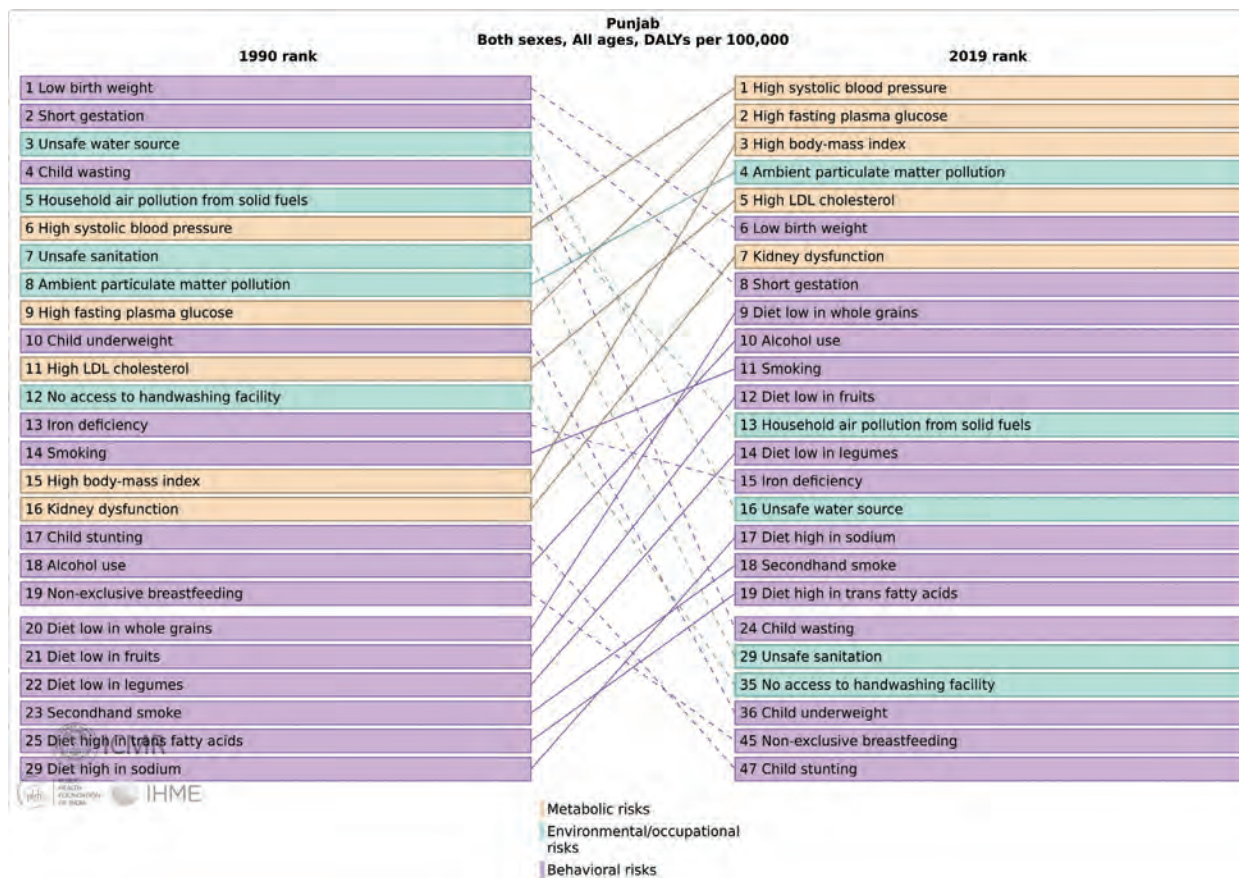 Punjab
Both sexes, All ages, DALYs per 100,000
1990 rank
2019 rank
1 Low birth weight
2 Short gestation
3 Unsafe water source
4 Child wasting
5 Household air pollution from solid fuels
6 High systolic blood pressure
7 Unsafe sanitation
8 Ambient particulate matter pollution
9 High fasting plasma glucose
10 Child underweight
11 High LDL cholesterol
12 No access to handwashing facility
13 Iron deficiency
14 Smoking
15 High body-mass index
16 Kidney dysfunction
17 Child stunting
18 Alcohol use
19 Non-exclusive breastfeeding
20 Diet low in whole grains
21 Diet low in fruits
22 Diet low in legumes
23 Secondhand smoke
25 Diet high in trans fatty acids
29 Diet high in sodium
1 High systolic blood pressure
2 High fasting plasma glucose
3 High body-mass index
4 Ambient particulate matter pollution
5 High LDL cholesterol
6 Low birth weight
7 Kidney dysfunction
8 Short gestation
9 Diet low in whole grains
10 Alcohol use
11 Smoking
12 Diet low in fruits
13 Household air pollution from solid fuels
14 Diet low in legumes
15 Iron deficiency
16 Unsafe water source
17 Diet high in sodium
18 Secondhand smoke
19 Diet high in trans fatty acids
24 Child wasting
29 Unsafe sanitation
35 No access to handwashing facility
36 Child underweight
45 Non-exclusive breastfeeding
47 Child stunting
ICMR
HEALTH
FOUNDATION
OF INDIA
IHME
Metabolic risks
Environmental/occupational
risks
Behavioral risks